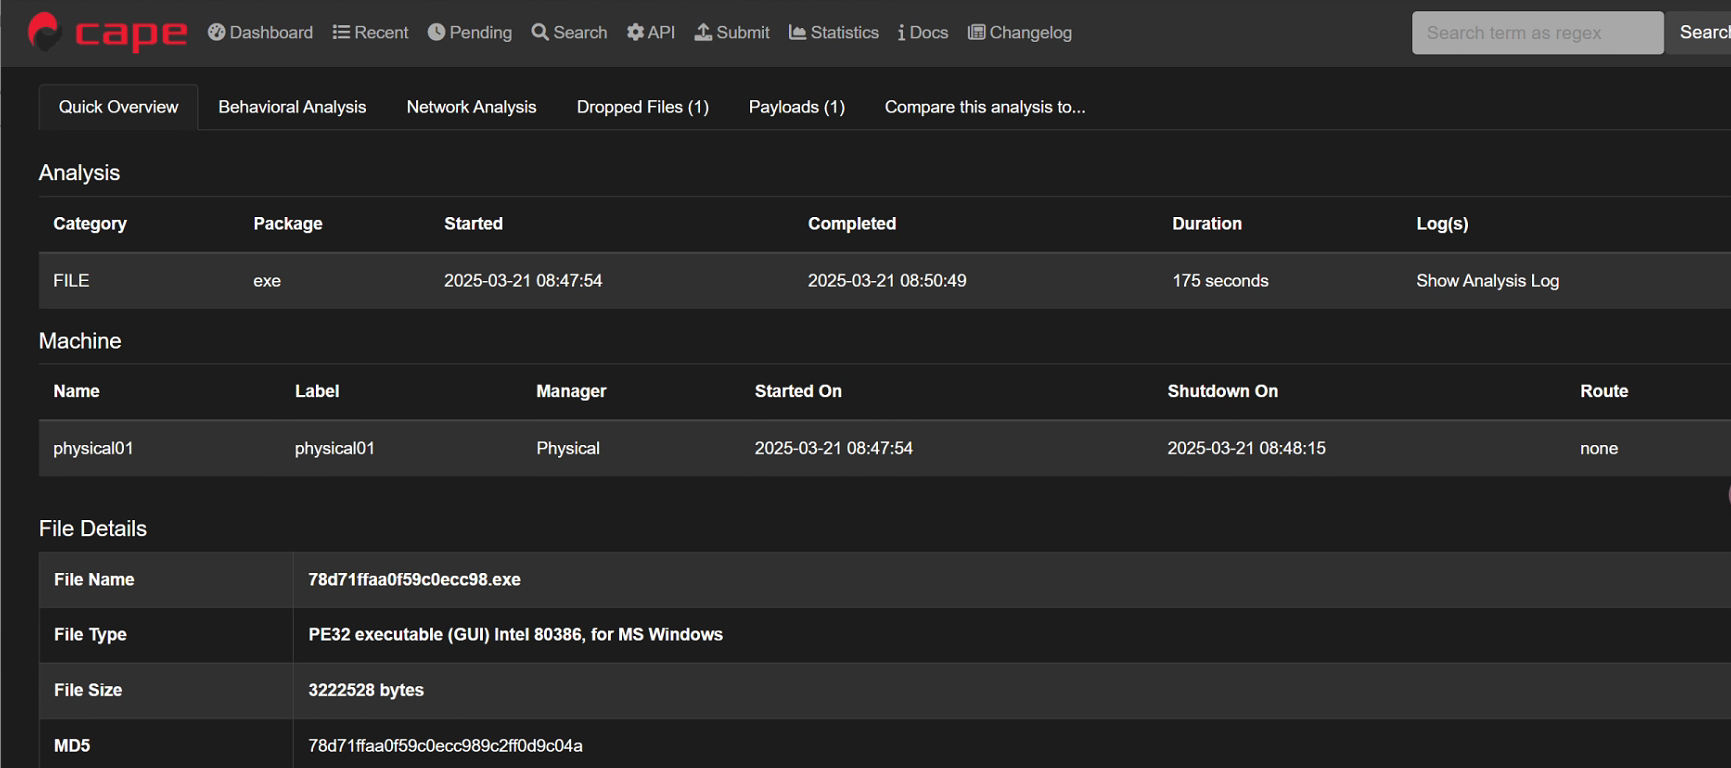 cape Dashboard Recent Pending Search API Submit Statistics Docs Changelog Search term as regex Search
Quick Overview Behavioral Analysis Network Analysis Dropped Files (1) Payloads (1) Compare this analysis to...
Analysis
Category Package Started Completed Duration Log(s)
FILE exe 2025-03-21 08:47:54 2025-03-21 08:50:49 175 seconds Show Analysis Log
Machine
Name Label Manager Started On Shutdown On Route
physical01 physical01 Physical 2025-03-21 08:47:54 2025-03-21 08:48:15 none
File Details
File Name 78d71ffaa0f59c0ecc98.exe
File Type PE32 executable (GUI) Intel 80386, for MS Windows
File Size 3222528 bytes
MD5 78d71ffaa0f59c0ecc989c2ff0d9c04a